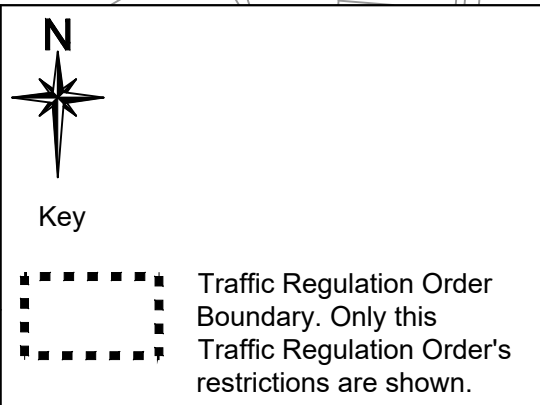 N
Key
Traffic Regulation Order
Boundary. Only this
Traffic Regulation Order's
restrictions are shown.